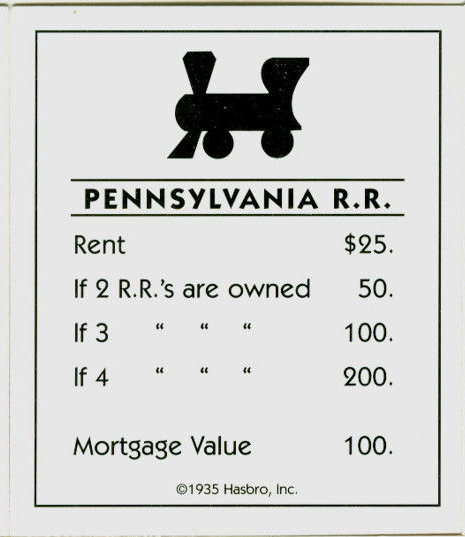 PENNSYLVANIA R.R.
Rent $25.
If 2 R.R.'s are owned 50.
If 3 “ “ “ 100.
If 4 “ “ “ 200.
Mortgage Value 100.
©1935 Hasbro, Inc.